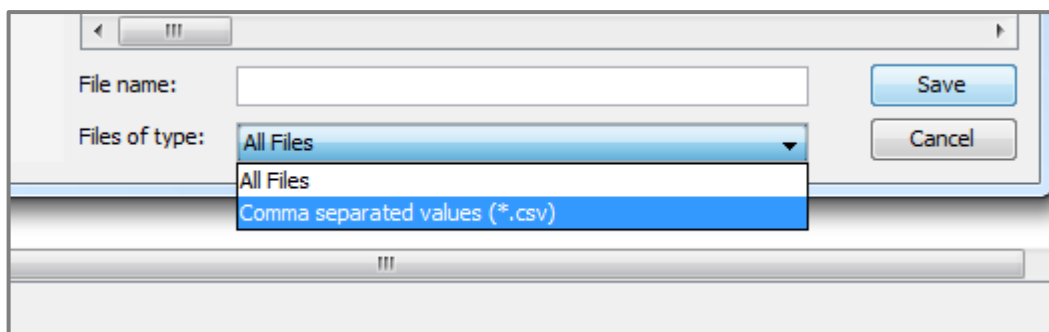 File name:
Save
Files of type:
All Files
Cancel
All Files
Comma separated values (*.csv)